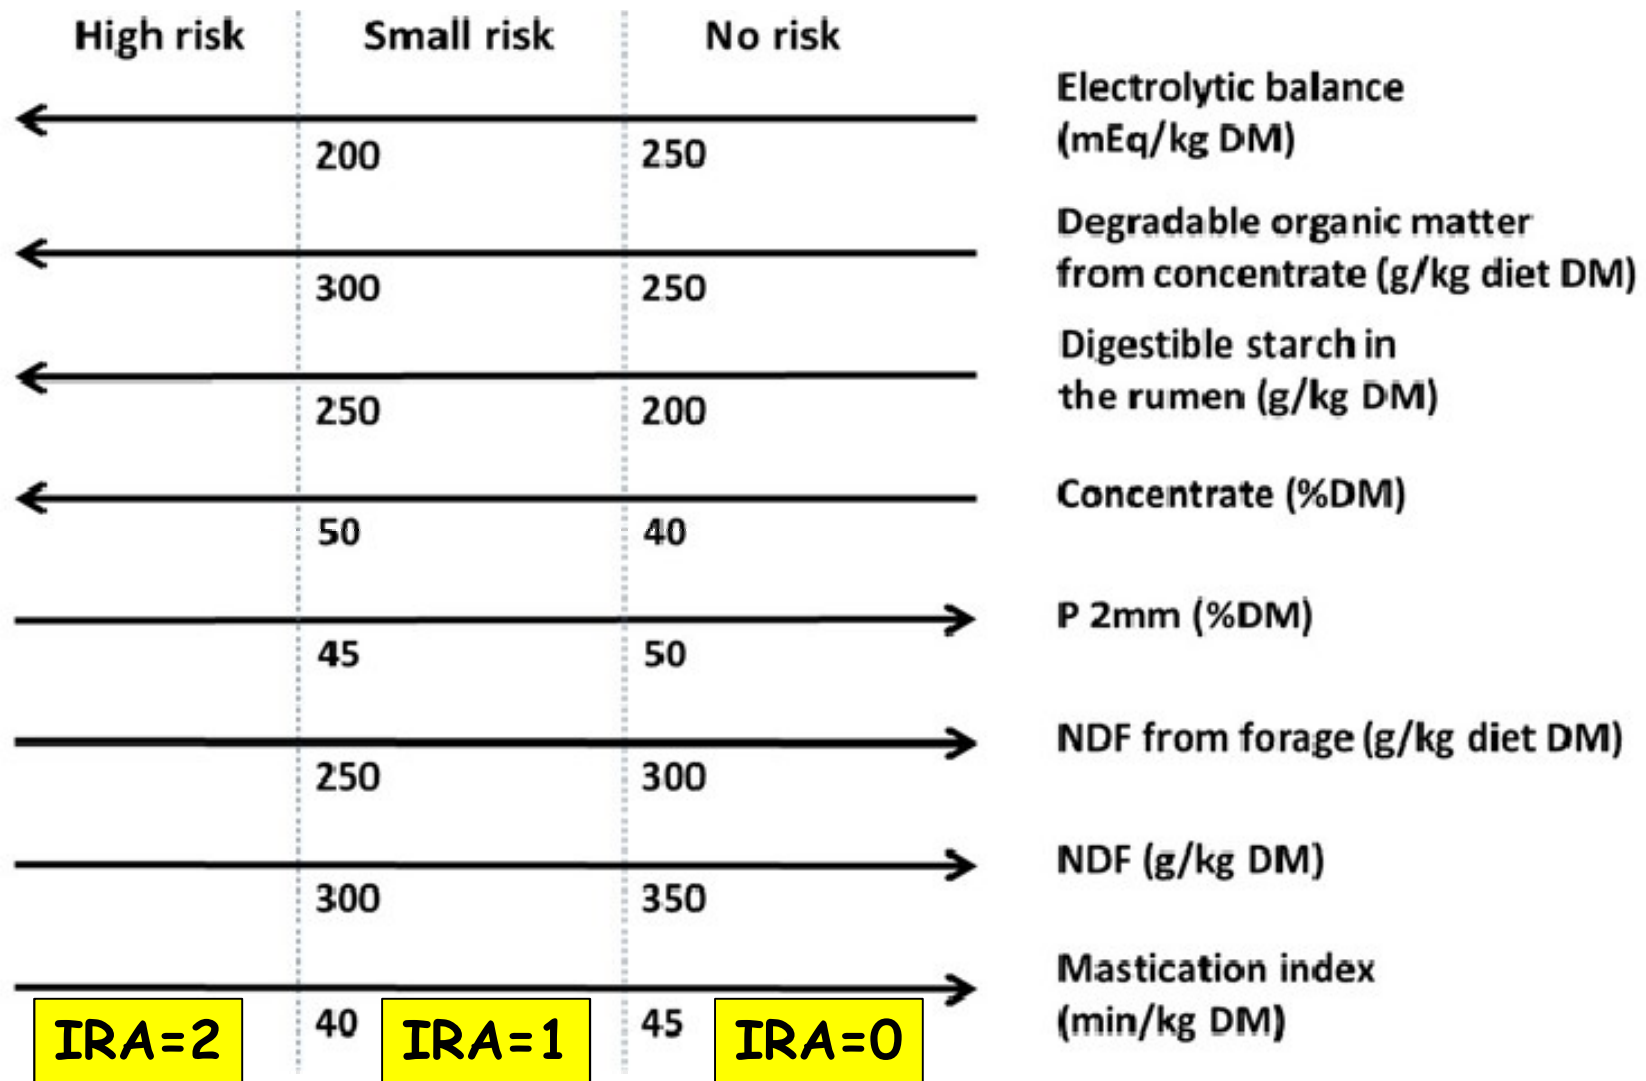 High risk Small risk No risk
Electrolytic balance
(mEq/kg DM)
200 250
Degradable organic matter
from concentrate (g/kg diet DM)
300 250
Digestible starch in
the rumen (g/kg DM)
250 200
Concentrate (%DM)
50 40
P 2mm (%DM)
45 50
NDF from forage (g/kg diet DM)
250 300
NDF (g/kg DM)
300 350
Mastication index
(min/kg DM)
40 45
IRA=2 IRA=1 IRA=0